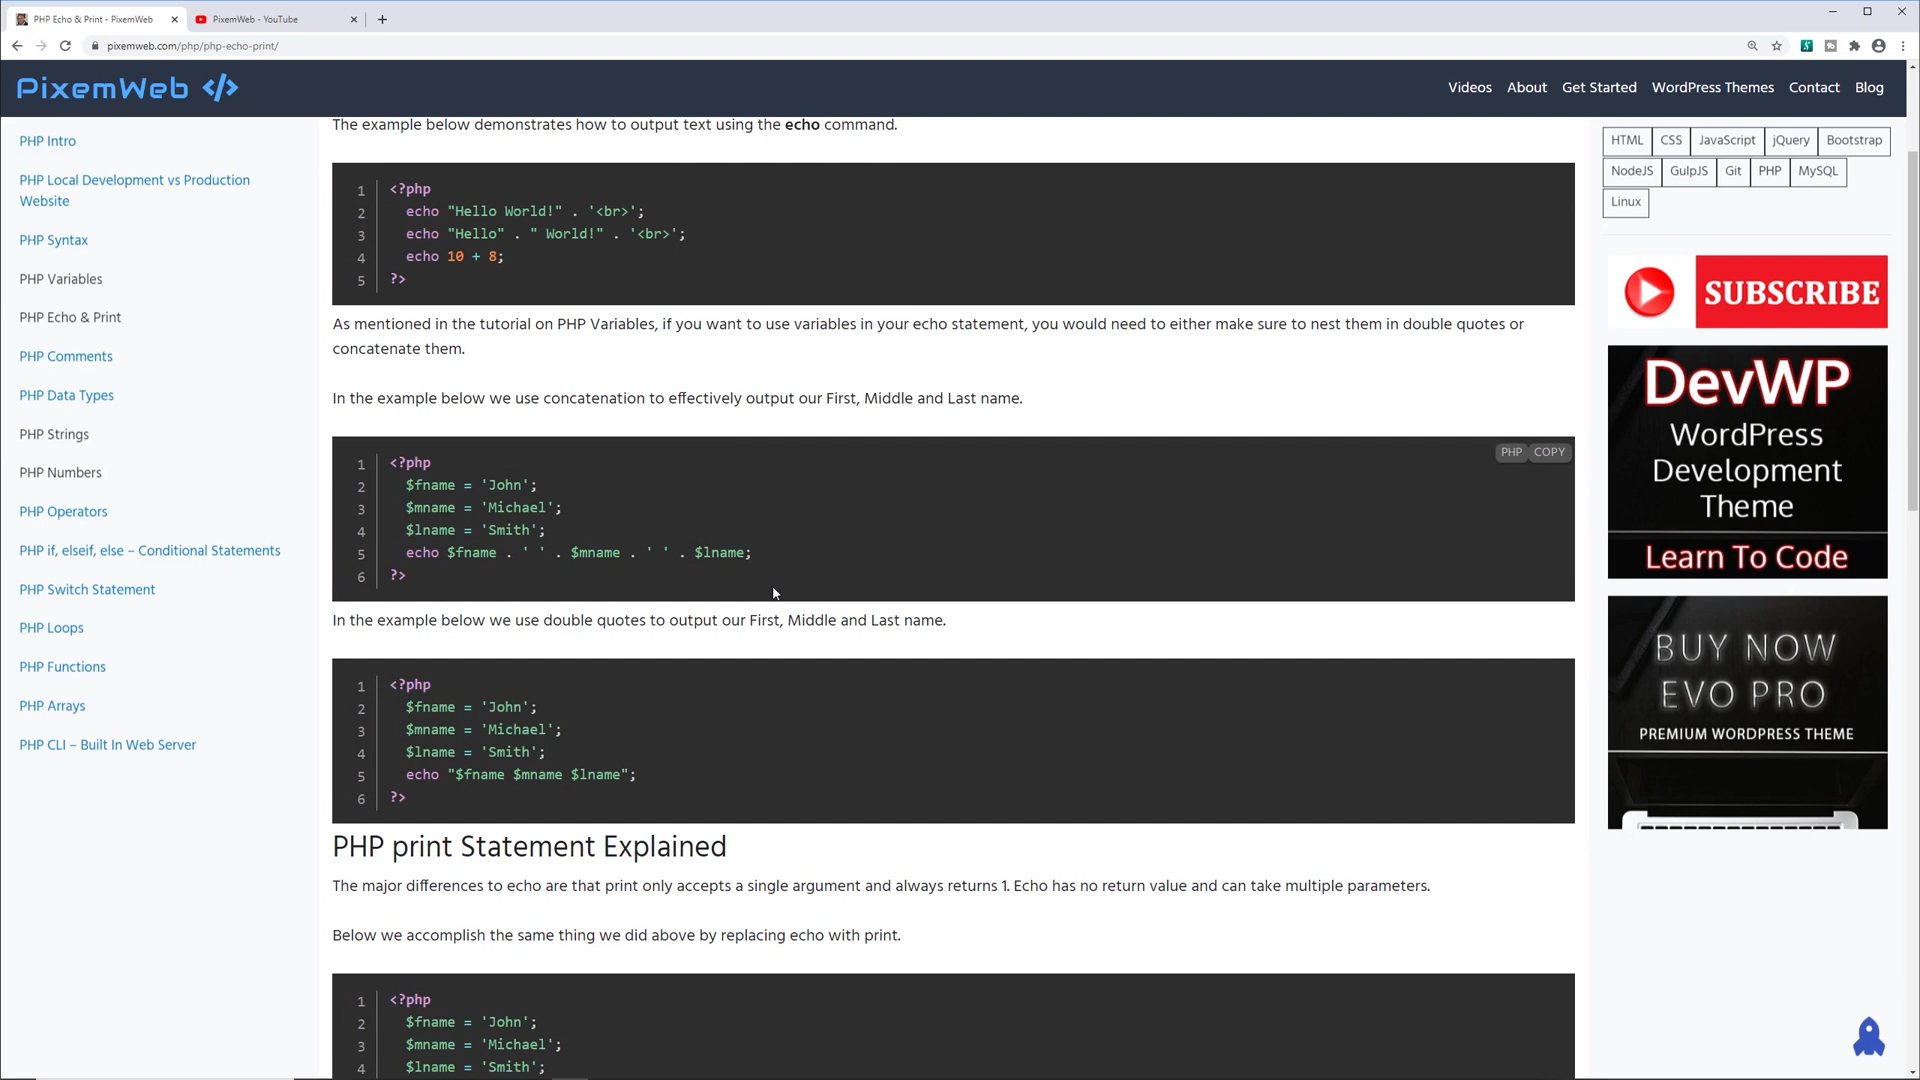 PHP Echo & Print - PixemWeb
PixemWeb - YouTube
pixemweb.com/php/php-echo-print/
PixemWeb </>
Videos
About
Get Started
WordPress Themes
Contact
Blog
PHP Intro
PHP Local Development vs Production
Website
PHP Syntax
PHP Variables
PHP Echo & Print
PHP Comments
PHP Data Types
PHP Strings
PHP Numbers
PHP Operators
PHP if, elseif, else – Conditional Statements
PHP Switch Statement
PHP Loops
PHP Functions
PHP Arrays
PHP CLI – Built In Web Server
The example below demonstrates how to output text using the echo command.
1 <?php
2 echo "Hello World!" . '<br>';
3 echo "Hello" . " World!" . '<br>';
4 echo 10 + 8;
5 ?>
As mentioned in the tutorial on PHP Variables, if you want to use variables in your echo statement, you would need to either make sure to nest them in double quotes or
concatenate them.
In the example below we use concatenation to effectively output our First, Middle and Last name.
PHP COPY
1 <?php
2 $fname = 'John';
3 $mname = 'Michael';
4 $lname = 'Smith';
5 echo $fname . ' ' . $mname . ' ' . $lname;
6 ?>
In the example below we use double quotes to output our First, Middle and Last name.
1 <?php
2 $fname = 'John';
3 $mname = 'Michael';
4 $lname = 'Smith';
5 echo "$fname $mname $lname";
6 ?>
PHP print Statement Explained
The major differences to echo are that print only accepts a single argument and always returns 1. Echo has no return value and can take multiple parameters.
Below we accomplish the same thing we did above by replacing echo with print.
1 <?php
2 $fname = 'John';
3 $mname = 'Michael';
4 $lname = 'Smith';
HTML CSS JavaScript jQuery Bootstrap
NodeJS GulpJS Git PHP MySQL
Linux
SUBSCRIBE
DevWP
WordPress
Development
Theme
Learn To Code
BUY NOW
EVO PRO
PREMIUM WORDPRESS THEME